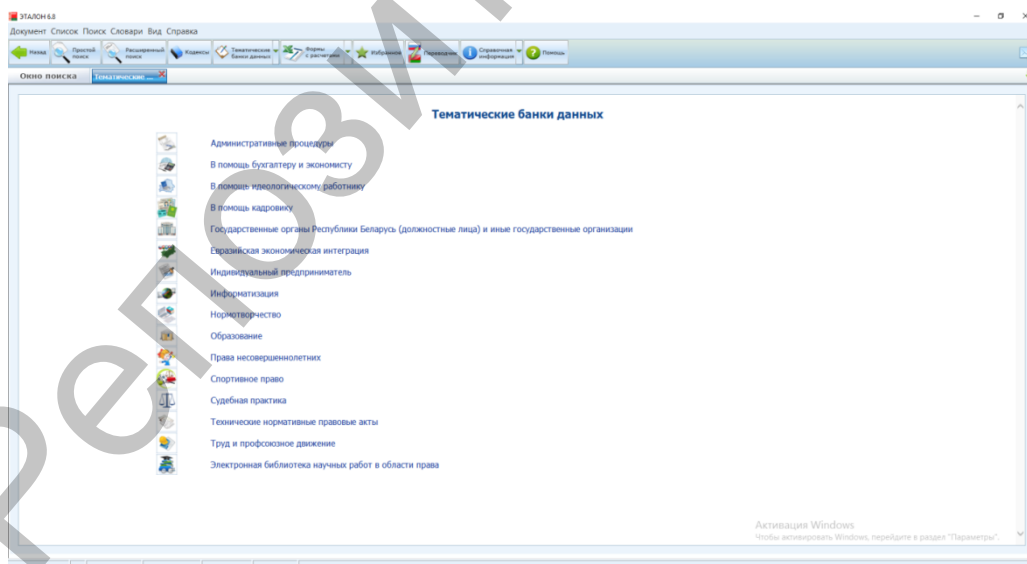 ЭТАЛОН 6.8
Документ Список Поиск Словари Вид Справка
Назад Простой поиск Расширенный поиск Кодексы Тематические банки данных Формы с расчетами Избранное Переводчик Справочная информация Помощь
Окно поиска Тематические ...
Тематические банки данных
Административные процедуры
В помощь бухгалтеру и экономисту
В помощь идеологическому работнику
В помощь кадровику
Государственные органы Республики Беларусь (должностные лица) и иные государственные организации
Евразийская экономическая интеграция
Индивидуальный предприниматель
Информатизация
Нормотворчество
Образование
Права несовершеннолетних
Спортивное право
Судебная практика
Технические нормативные правовые акты
Труд и профсоюзное движение
Электронная библиотека научных работ в области права
Активация Windows
Чтобы активировать Windows, перейдите в раздел "Параметры".